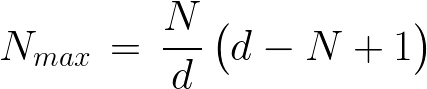 N_{max} = \frac{N}{d} (d - N + 1)